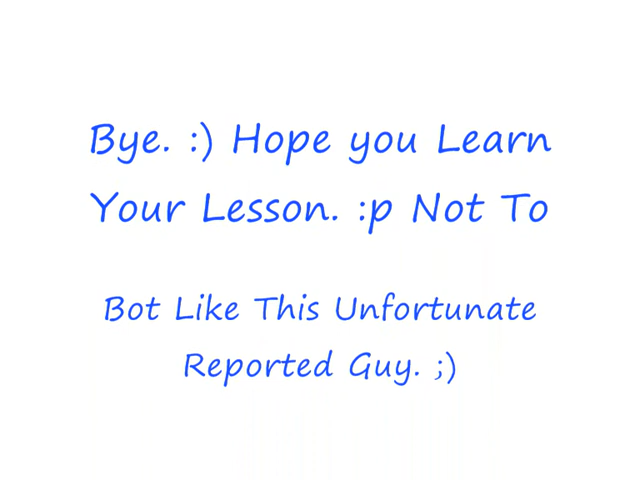 Bye. :) Hope you Learn
Your Lesson. :p Not To
Bot Like This Unfortunate
Reported Guy. ;)